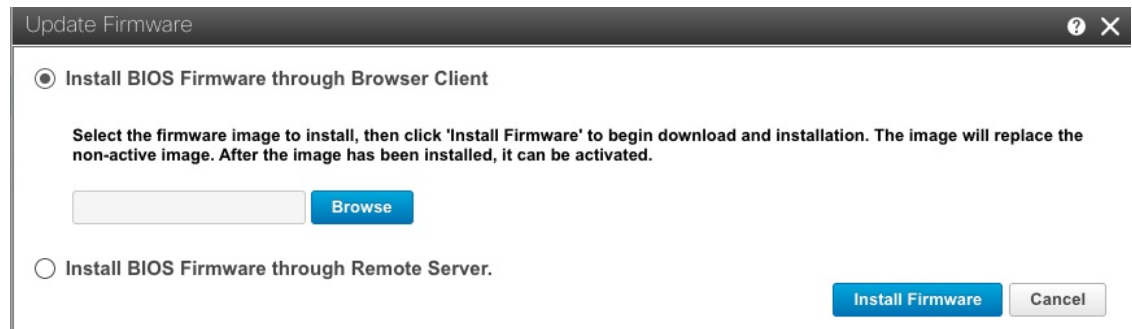 Update Firmware
Install BIOS Firmware through Browser Client
Select the firmware image to install, then click 'Install Firmware' to begin download and installation. The image will replace the
non-active image. After the image has been installed, it can be activated.
Browse
Install BIOS Firmware through Remote Server.
Install Firmware Cancel